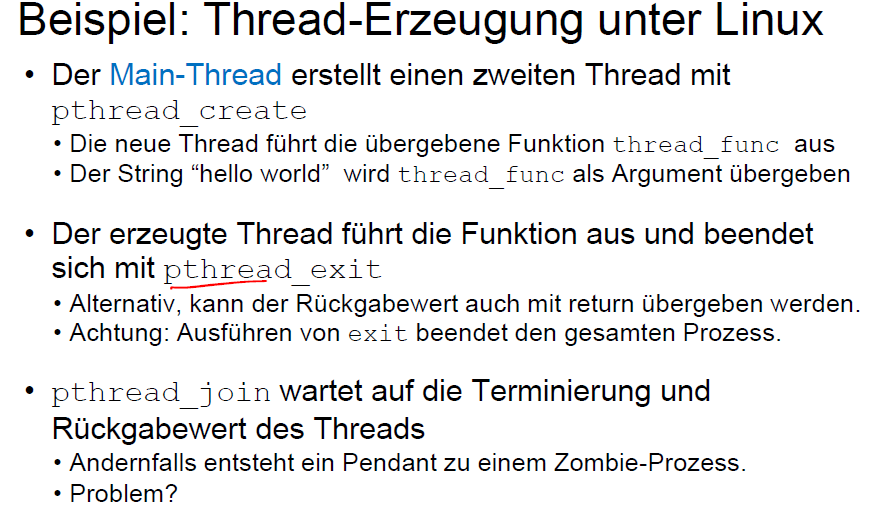 Beispiel: Thread-Erzeugung unter Linux
• Der Main-Thread erstellt einen zweiten Thread mit
pthread_create
• Die neue Thread führt die übergebene Funktion thread_func aus
• Der String “hello world” wird thread_func als Argument übergeben
• Der erzeugte Thread führt die Funktion aus und beendet
sich mit pthread_exit
• Alternativ, kann der Rückgabewert auch mit return übergeben werden.
• Achtung: Ausführen von exit beendet den gesamten Prozess.
• pthread_join wartet auf die Terminierung und
Rückgabewert des Threads
• Andernfalls entsteht ein Pendant zu einem Zombie-Prozess.
• Problem?